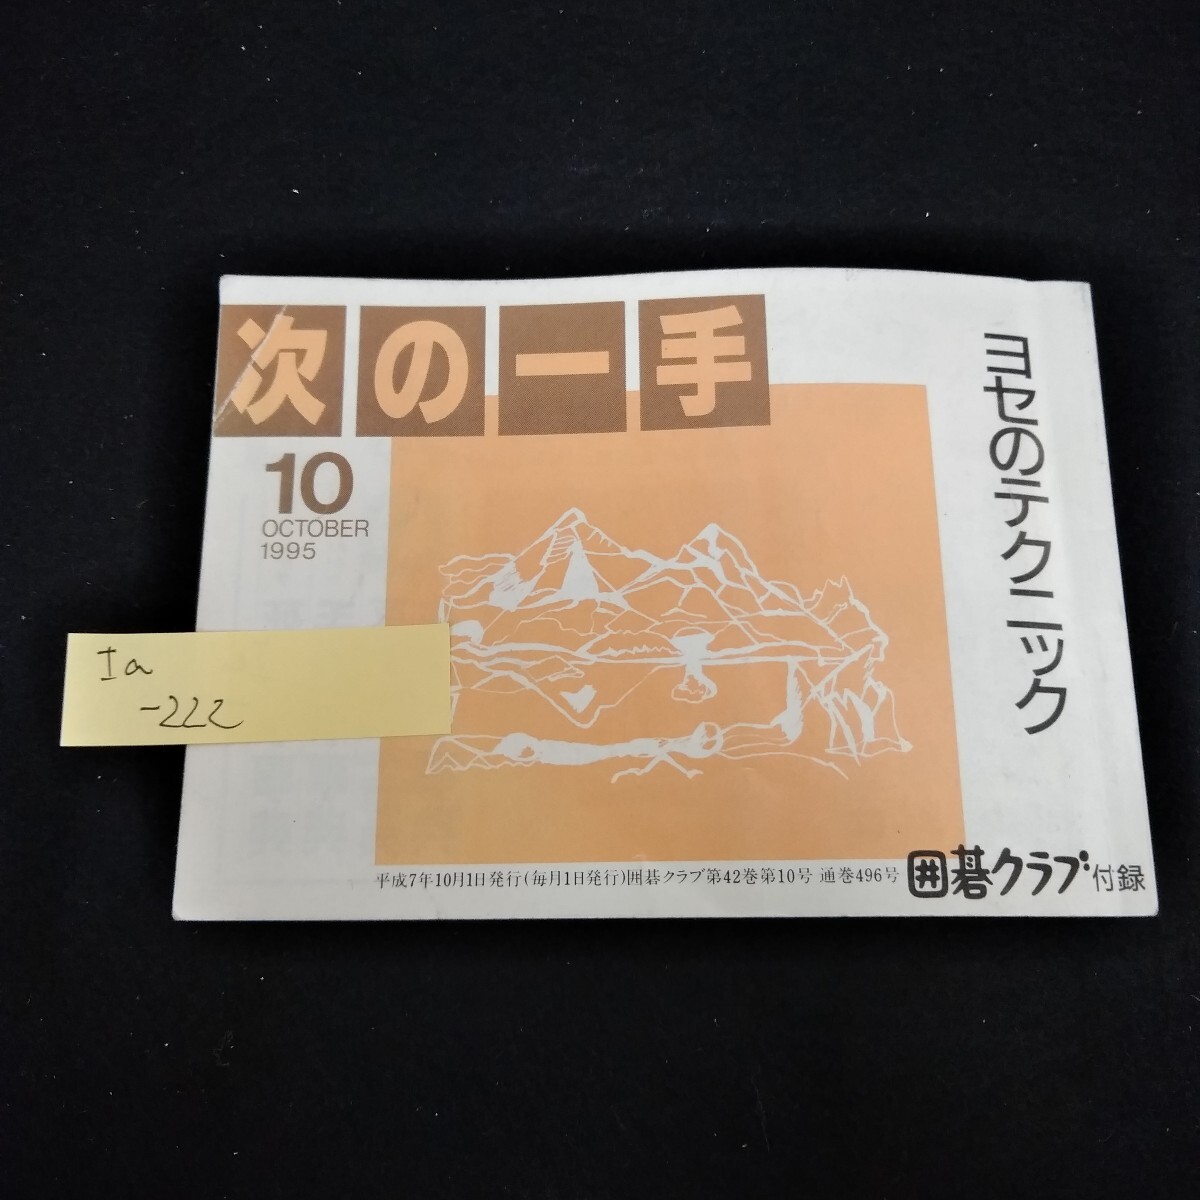 次の一手
10
OCTOBER
1995
ヨセのテクニック
Ia
-222
平成7年10月1日発行(毎月1日発行)囲碁クラブ第42巻第10号 通巻496号
囲碁クラブ付録